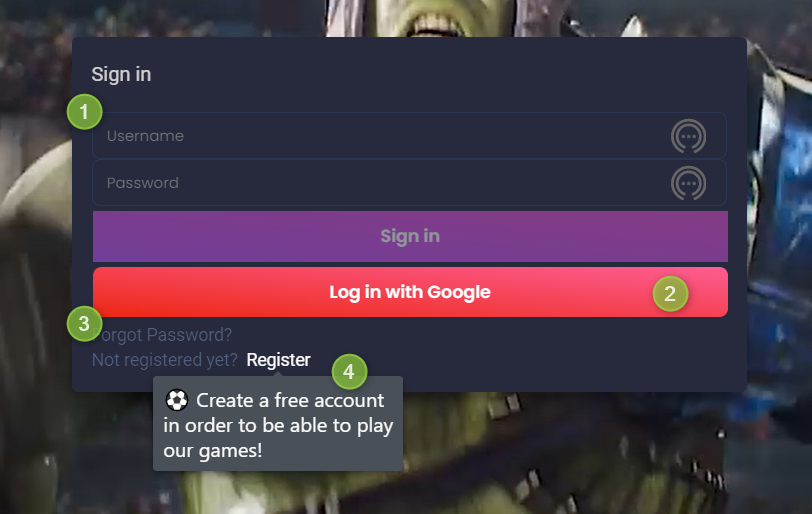 Sign in
1
Username
Password
Sign in
Log in with Google
2
3
Forgot Password?
Not registered yet? Register
4
Create a free account
in order to be able to play
our games!